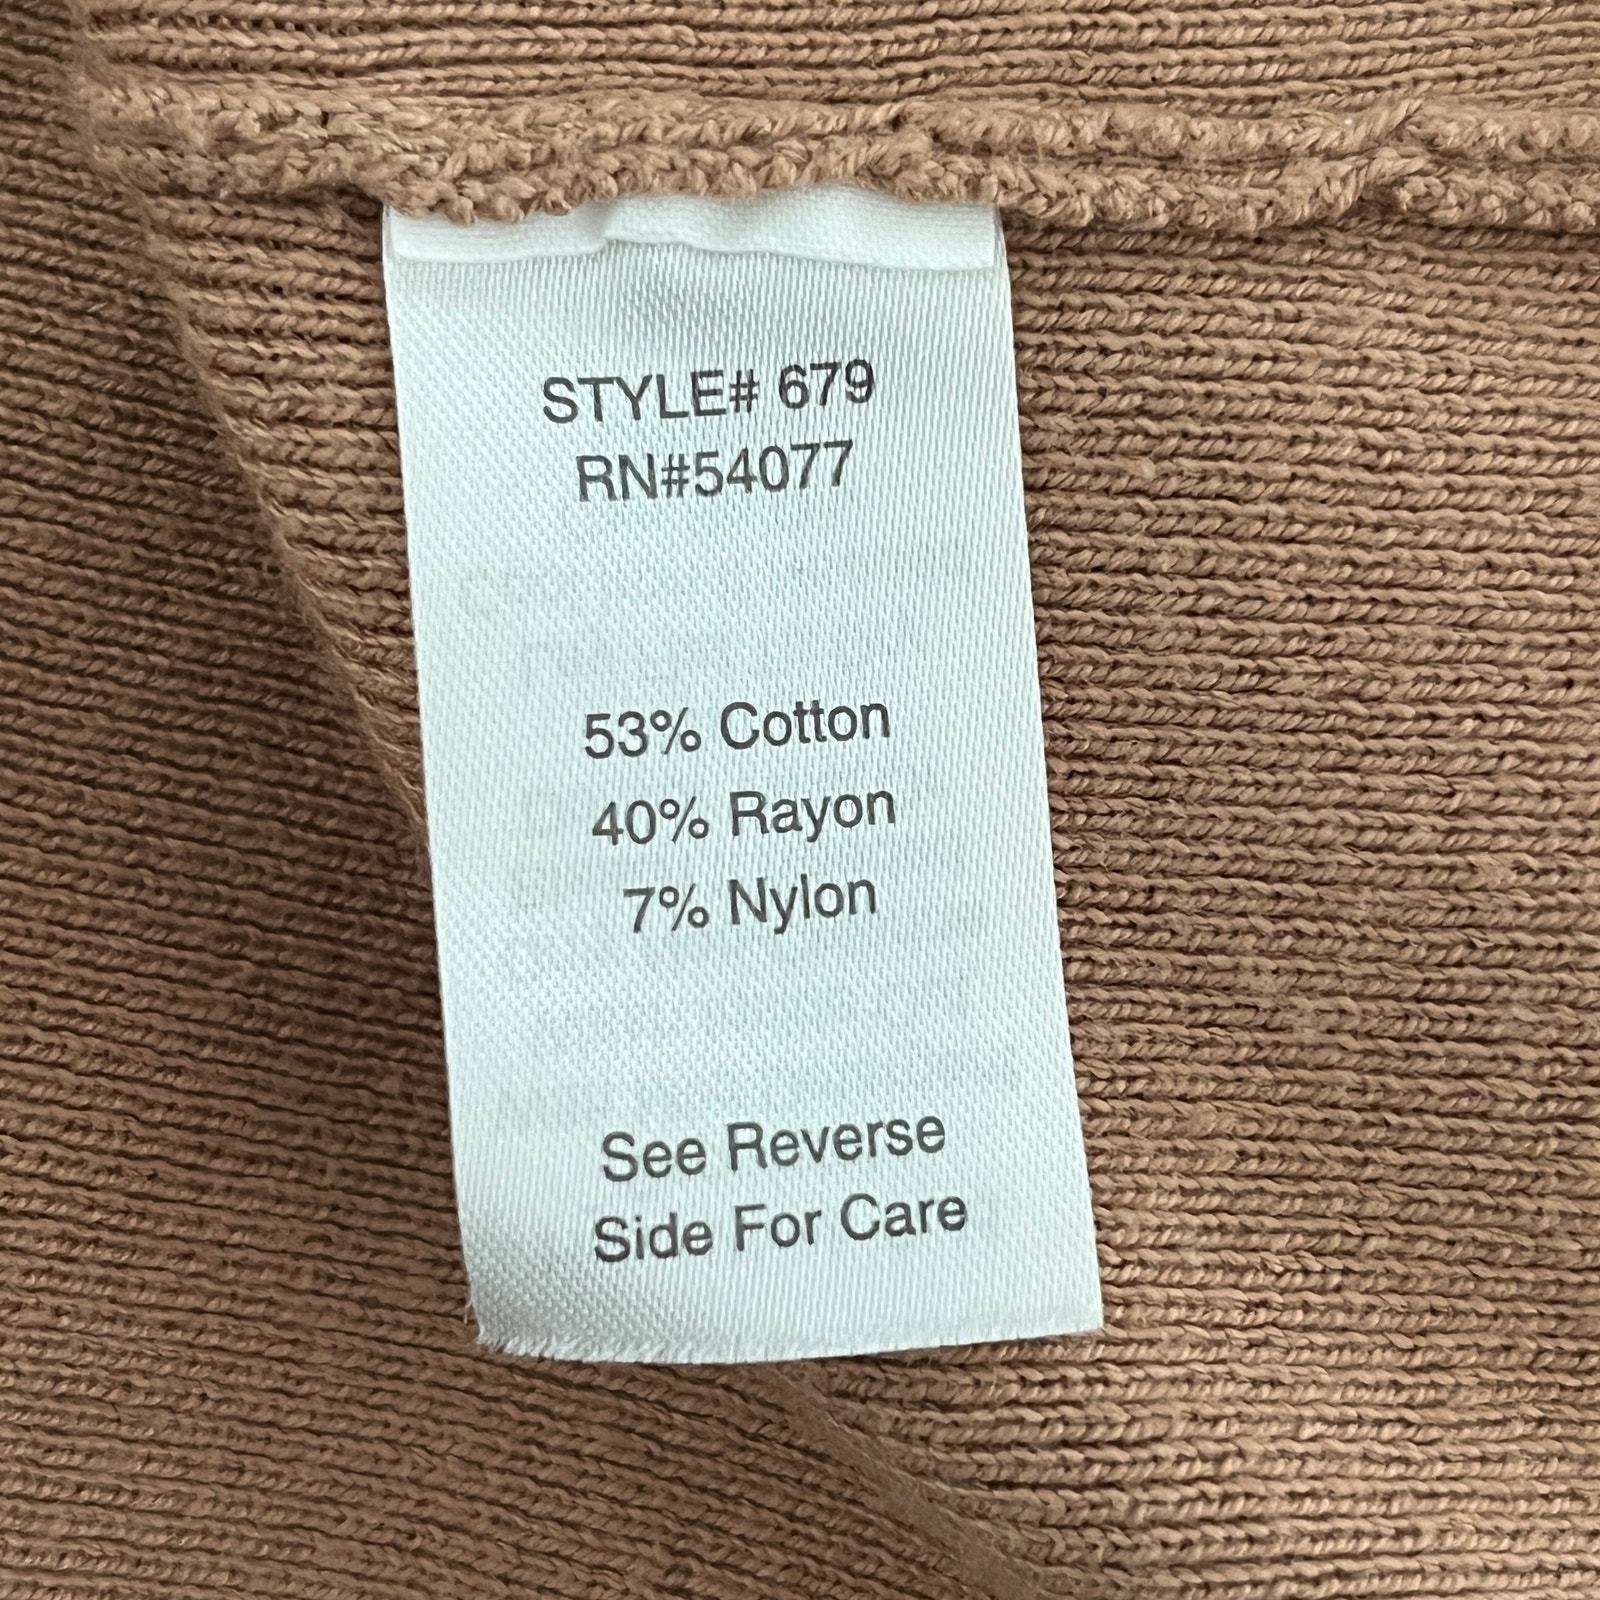 STYLE# 679
RN#54077
53% Cotton
40% Rayon
7% Nylon
See Reverse
Side For Care